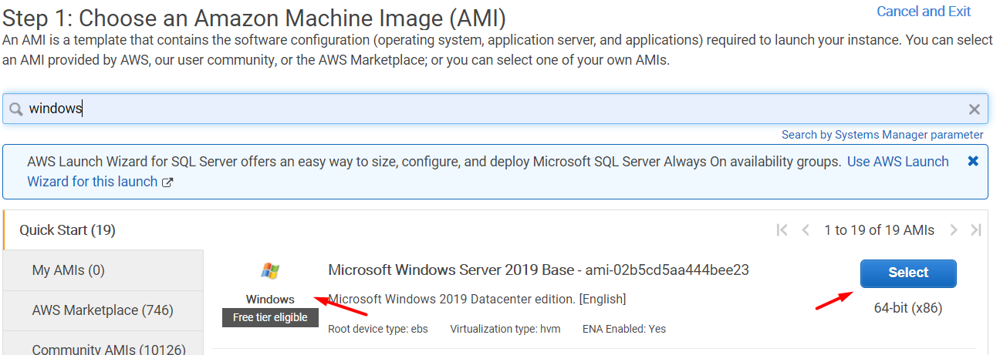 Step 1: Choose an Amazon Machine Image (AMI)
Cancel and Exit
An AMI is a template that contains the software configuration (operating system, application server, and applications) required to launch your instance. You can select
an AMI provided by AWS, our user community, or the AWS Marketplace; or you can select one of your own AMIs.
windows
Search by Systems Manager parameter
AWS Launch Wizard for SQL Server offers an easy way to size, configure, and deploy Microsoft SQL Server Always On availability groups. Use AWS Launch
Wizard for this launch
Quick Start (19)
1 to 19 of 19 AMIs
My AMIs (0)
AWS Marketplace (746)
Community AMIs (10126)
Windows
Free tier eligible
Microsoft Windows Server 2019 Base - ami-02b5cd5aa444bee23
Microsoft Windows 2019 Datacenter edition. [English]
Root device type: ebs Virtualization type: hvm ENA Enabled: Yes
Select
64-bit (x86)